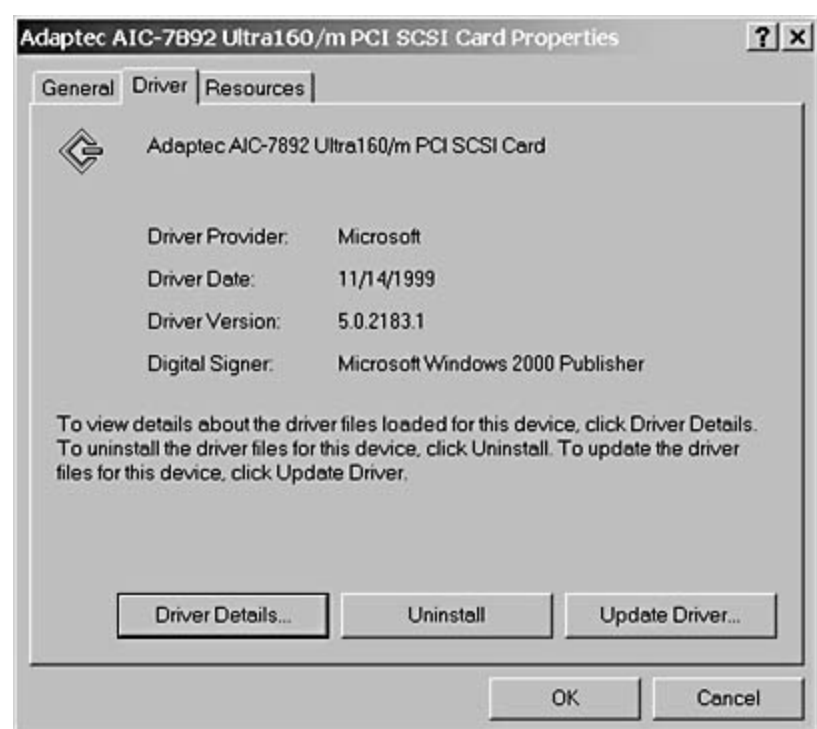 Adaptec AIC-7892 Ultra160/m PCI SCSI Card Properties
General Driver Resources
Adaptec AIC-7892 Ultra160/m PCI SCSI Card
Driver Provider: Microsoft
Driver Date: 11/14/1999
Driver Version: 5.0.2183.1
Digital Signer: Microsoft Windows 2000 Publisher
To view details about the driver files loaded for this device, click Driver Details.
To uninstall the driver files for this device, click Uninstall. To update the driver
files for this device, click Update Driver.
Driver Details... Uninstall Update Driver...
OK Cancel